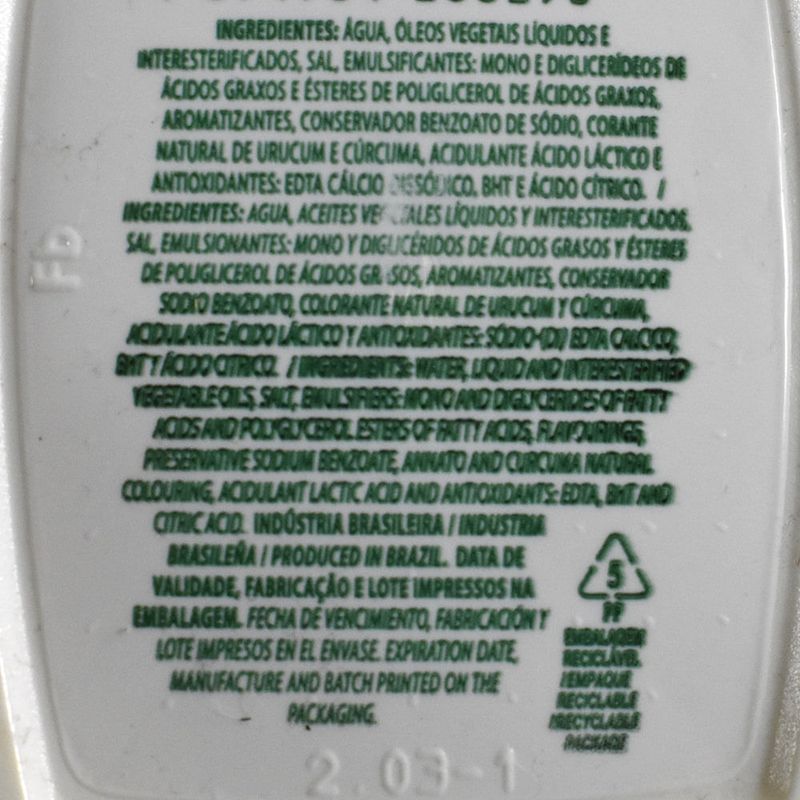 INGREDIENTES: ÁGUA, ÓLEOS VEGETAIS LÍQUIDOS E
INTERESTERIFICADOS, SAL, EMULSIFICANTES: MONO E DIGLICERÍDEOS DE
ÁCIDOS GRAXOS E ÉSTERES DE POLIGLICEROL DE ÁCIDOS GRAXOS,
AROMATIZANTES, CONSERVADOR BENZOATO DE SÓDIO, CORANTE
NATURAL DE URUCUM E CÚRCUMA, ACIDULANTE ÁCIDO LÁCTICO E
ANTIOXIDANTES: EDTA CÁLCIO DISSÓDICO, BHT E ÁCIDO CÍTRICO. /
INGREDIENTES: AGUA, ACEITES VEGETALES LÍQUIDOS Y INTERESTERIFICADOS,
SAL, EMULSIONANTES: MONO Y DIGLICÉRIDOS DE ÁCIDOS GRASOS Y ÉSTERES
DE POLIGLICEROL DE ÁCIDOS GRASOS, AROMATIZANTES, CONSERVADOR
SODIO BENZOATO, COLORANTE NATURAL DE URUCUM Y CÚRCUMA,
ACIDULANTE ÁCIDO LÁCTICO Y ANTIOXIDANTES: SÓDIO-(DI) EDTA CALCICO,
BHT Y ÁCIDO CITRICO. / INGREDIENTS: WATER, LIQUID AND INTERESTERIFIED
VEGETABLE OILS, SALT, EMULSIFIERS: MONO AND DIGLYCERIDES OF FATTY
ACIDS AND POLYGLYCEROL ESTERS OF FATTY ACIDS, FLAVOURINGS,
PRESERVATIVE SODIUM BENZOATE, ANNATO AND CURCUMA NATURAL
COLOURING, ACIDULANT LACTIC ACID AND ANTIOXIDANTS: EDTA, BHT AND
CITRIC ACID. INDÚSTRIA BRASILEIRA / INDUSTRIA
BRASILEÑA / PRODUCED IN BRAZIL. DATA DE
VALIDADE, FABRICAÇÃO E LOTE IMPRESSOS NA
EMBALAGEM. FECHA DE VENCIMIENTO, FABRICACIÓN Y
LOTE IMPRESOS EN EL ENVASE. EXPIRATION DATE,
MANUFACTURE AND BATCH PRINTED ON THE
PACKAGING.
5
PP
EMBALAGEM
RECICLÁVEL
/EMPAQUE
RECICLABLE
/RECYCLABLE
PACKAGE
2.03-1